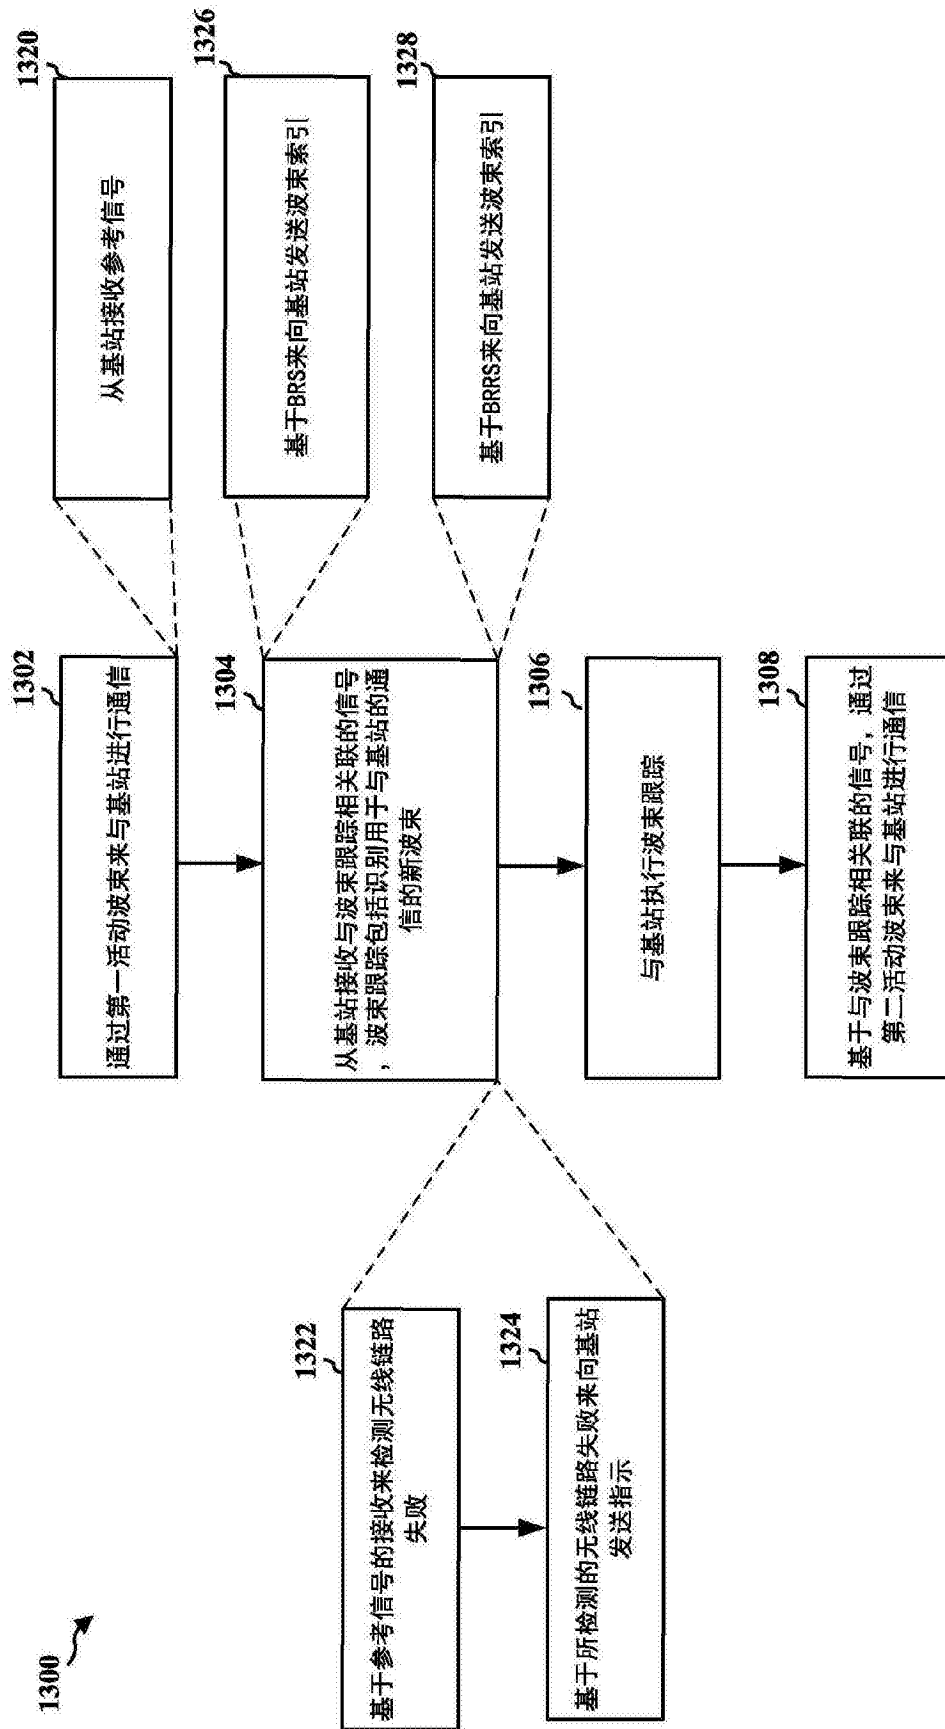 1300
1302
通过第一活动波束来与基站进行通信
1320
从基站接收参考信号
1304
从基站接收与波束跟踪相关联的信号
，波束跟踪包括识别用于与基站的通
信的新波束
1326
基于BRS来向基站发送波束索引
1328
基于BRRS来向基站发送波束索引
1322
基于参考信号的接收来检测无线链路
失败
1324
基于所检测的无线链路失败来向基站
发送指示
1306
与基站执行波束跟踪
1308
基于与波束跟踪相关联的信号，通过
第二活动波束来与基站进行通信